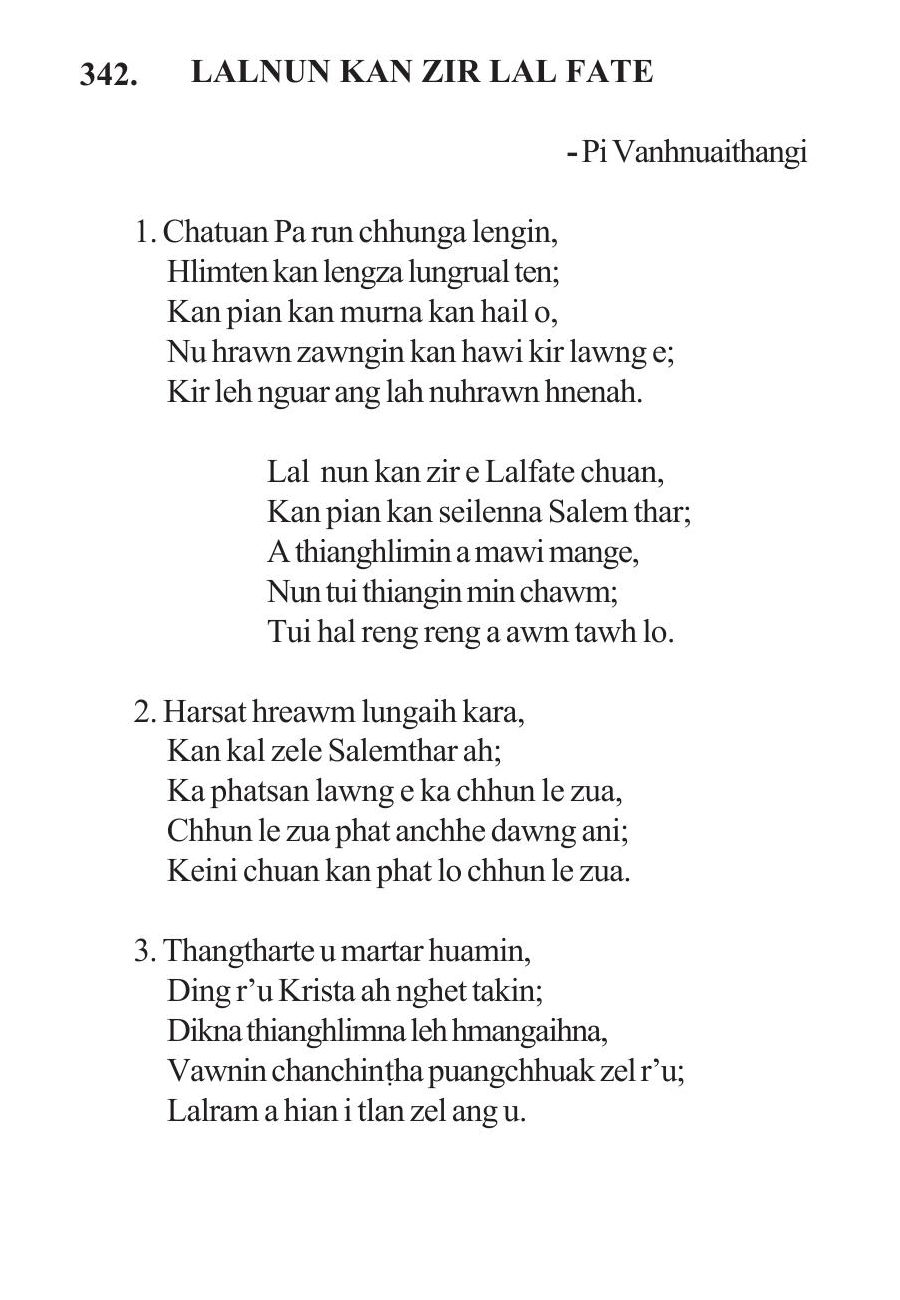 342. LALNUN KAN ZIR LAL FATE
- Pi Vanhnuaithangi
1. Chatuan Pa run chhunga lengin,
Hlimten kan lengza lungrual ten;
Kan pian kan murna kan hail o,
Nu hrawn zawngin kan hawi kir lawng e;
Kir leh nguar ang lah nuhrawn hnenah.
Lal nun kan zir e Lalfate chuan,
Kan pian kan seilenna Salem thar;
A thianghlimin a mawi mange,
Nun tui thiangin min chawm;
Tui hal reng reng a awm tawh lo.
2. Harsat hreawm lungaih kara,
Kan kal zele Salemthar ah;
Ka phatsan lawng e ka chhun le zua,
Chhun le zua phat anchhe dawng ani;
Keini chuan kan phat lo chhun le zua.
3. Thangtharte u martar huamin,
Ding r’u Krista ah nghet takin;
Dikna thianghlimna leh hmangaihna,
Vawnin chanchinṭha puangchhuak zel r’u;
Lalram a hian i tlan zel ang u.